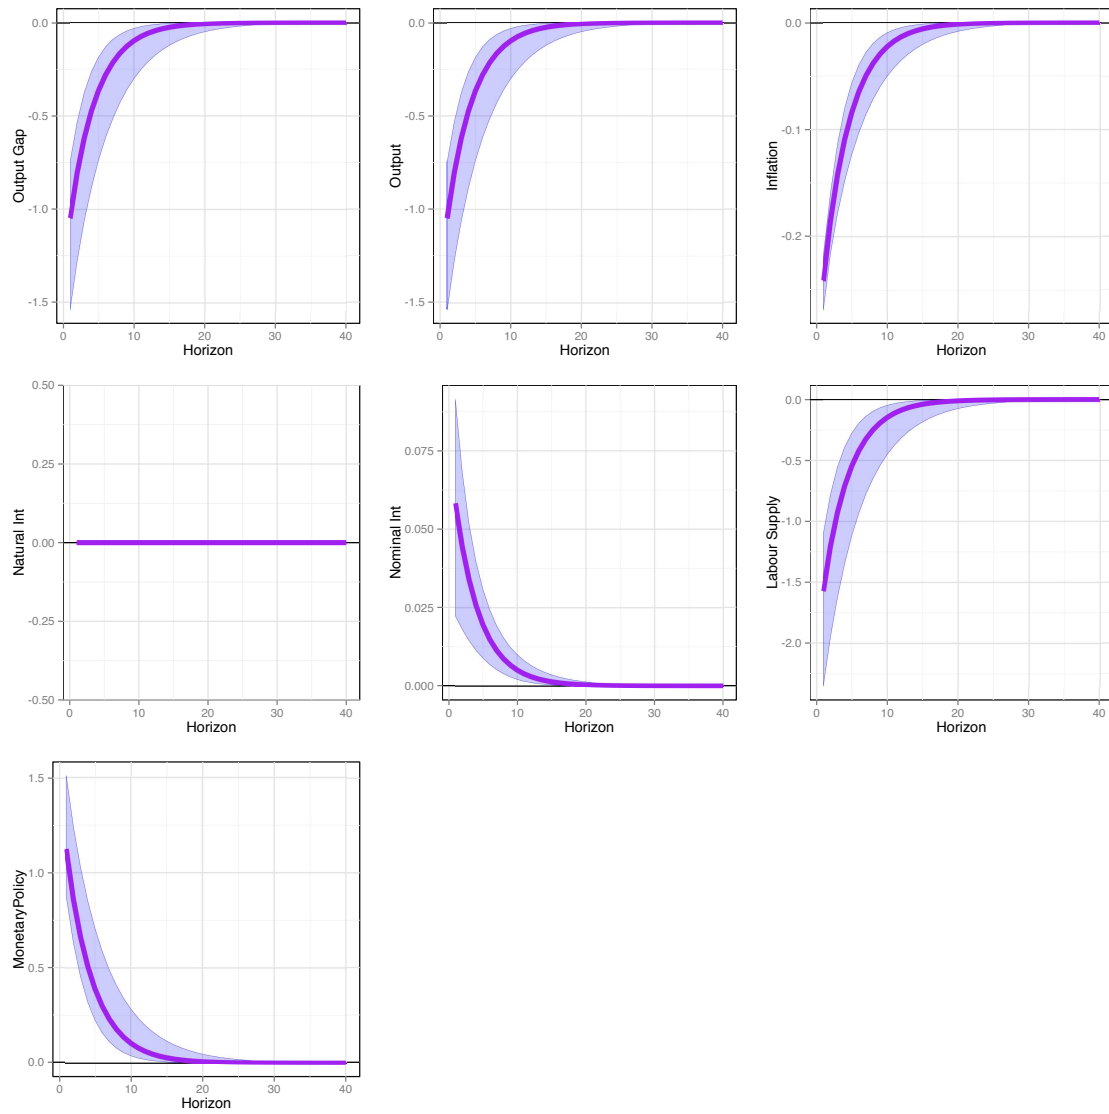 0.0
-0.5
-1.0
-1.5
Output Gap
0 10 20 30 40
Horizon
0.0
-0.5
-1.0
-1.5
Output
0 10 20 30 40
Horizon
0.0
-0.1
-0.2
Inflation
0 10 20 30 40
Horizon
0.50
0.25
0.00
-0.25
-0.50
Natural Int
0 10 20 30 40
Horizon
0.075
0.050
0.025
0.000
Nominal Int
0 10 20 30 40
Horizon
0.0
-0.5
-1.0
-1.5
-2.0
Labour Supply
0 10 20 30 40
Horizon
1.5
1.0
0.5
0.0
MonetaryPolicy
0 10 20 30 40
Horizon